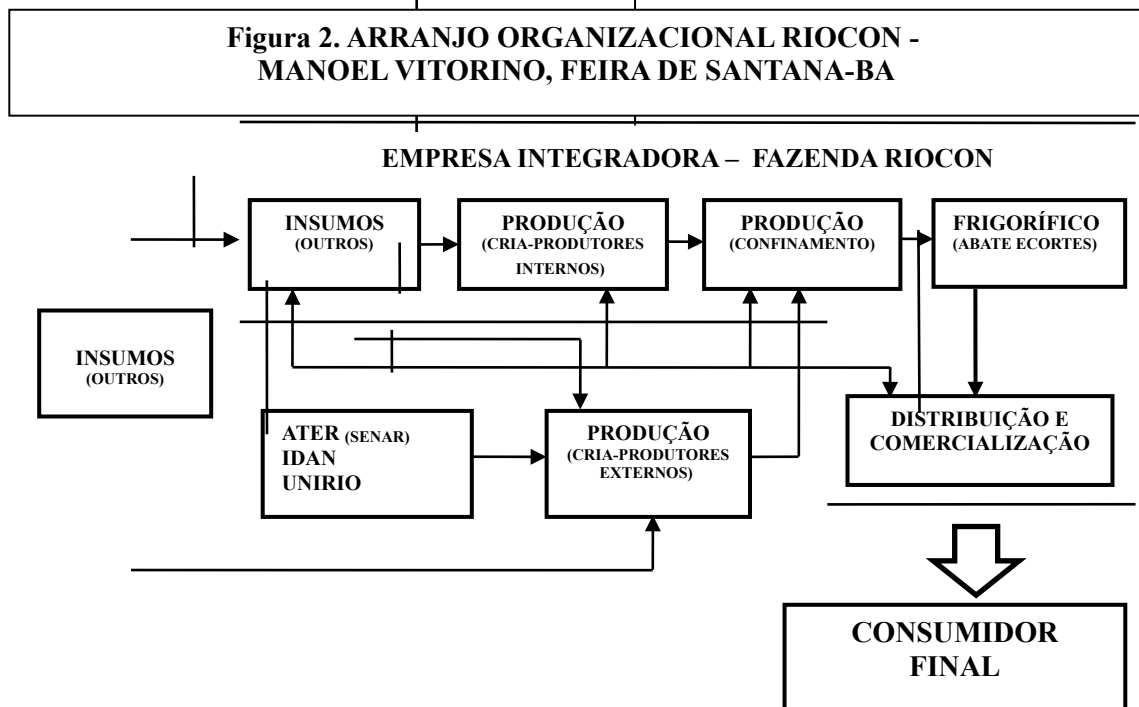 Figura 2. ARRANJO ORGANIZACIONAL RIOCON -
MANOEL VITORINO, FEIRA DE SANTANA-BA
EMPRESA INTEGRADORA – FAZENDA RIOCON
INSUMOS
(OUTROS)
PRODUÇÃO
(CRIA-PRODUTORES
INTERNOS)
PRODUÇÃO
(CONFINAMENTO)
FRIGORÍFICO
(ABATE ECORTES)
INSUMOS
(OUTROS)
ATER (SENAR)
IDAN
UNIRIO
PRODUÇÃO
(CRIA-PRODUTORES
EXTERNOS)
DISTRIBUIÇÃO E
COMERCIALIZAÇÃO
CONSUMIDOR
FINAL